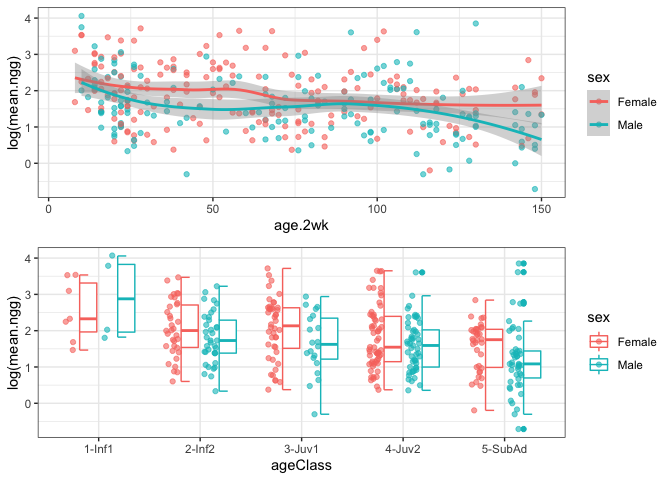 4
3
2
1
0
log(mean.ngg)
0 50 100 150
age.2wk
sex
Female
Male
4
3
2
1
0
log(mean.ngg)
1-Inf1 2-Inf2 3-Juv1 4-Juv2 5-SubAd
ageClass
sex
Female
Male